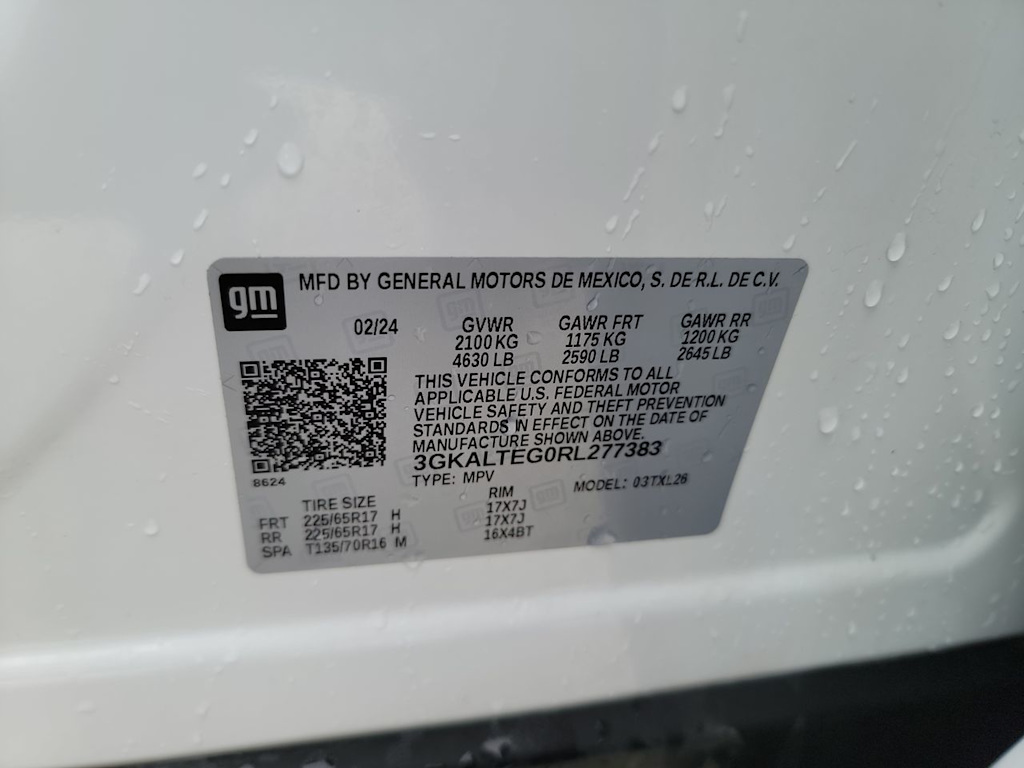 gm
MFD BY GENERAL MOTORS DE MEXICO, S. DE R.L. DE C.V.
02/24 GVWR GAWR FRT GAWR RR
2100 KG 1175 KG 1200 KG
4630 LB 2590 LB 2645 LB
THIS VEHICLE CONFORMS TO ALL
APPLICABLE U.S. FEDERAL MOTOR
VEHICLE SAFETY AND THEFT PREVENTION
STANDARDS IN EFFECT ON THE DATE OF
MANUFACTURE SHOWN ABOVE.
3GKALTEG0RL277383
8624
TYPE: MPV MODEL: 03TXL26
TIRE SIZE RIM
FRT 225/65R17 H 17X7J
RR 225/65R17 H 17X7J
SPA T135/70R16 M 16X4BT